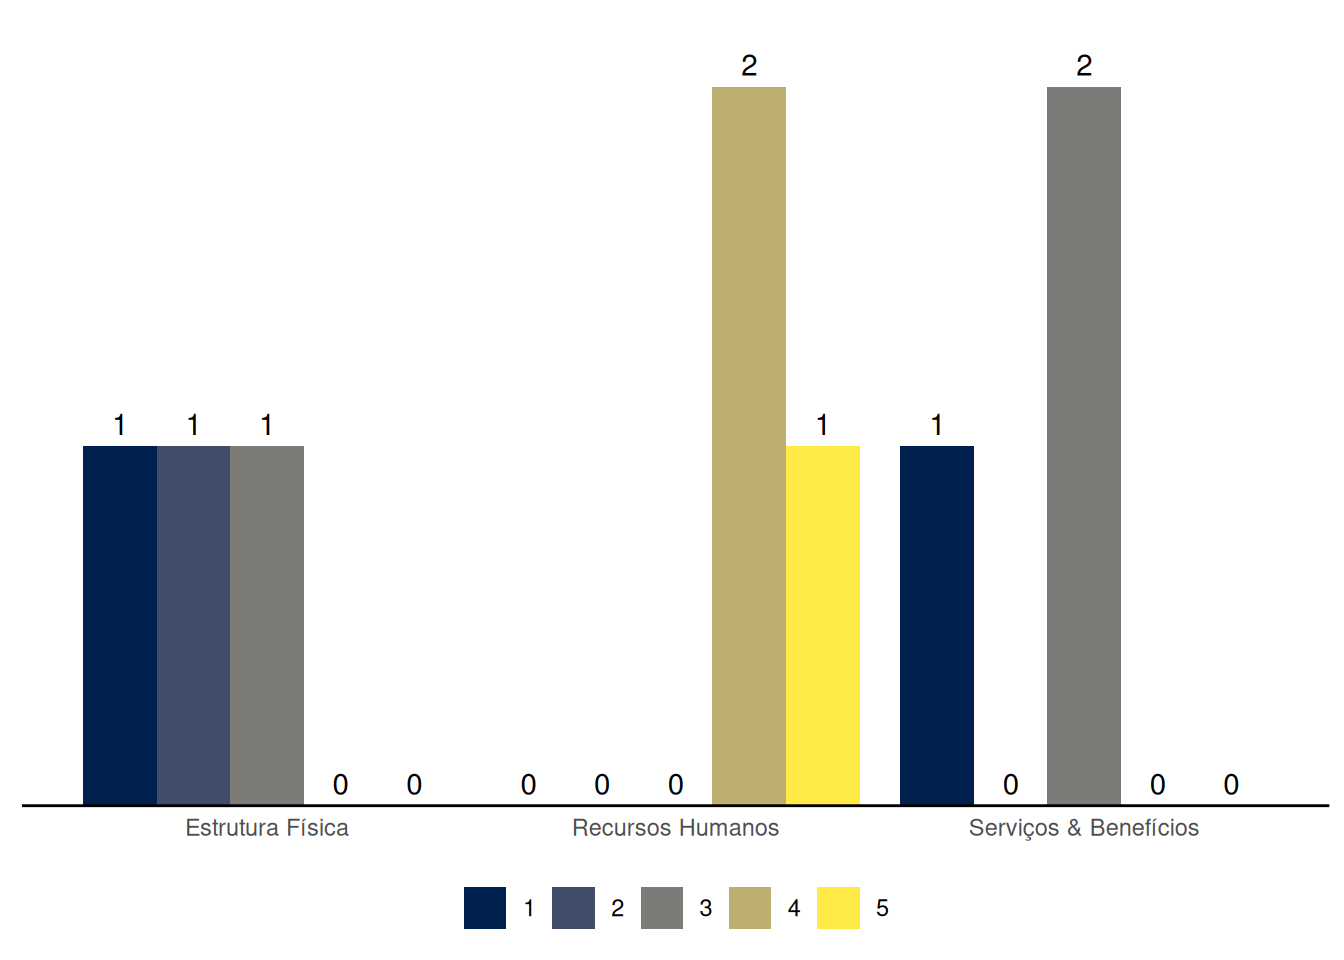 2 2
1 1 1 1 1
0 0 0 0 0 0 0 0
Estrutura Física Recursos Humanos Serviços & Benefícios
1 2 3 4 5